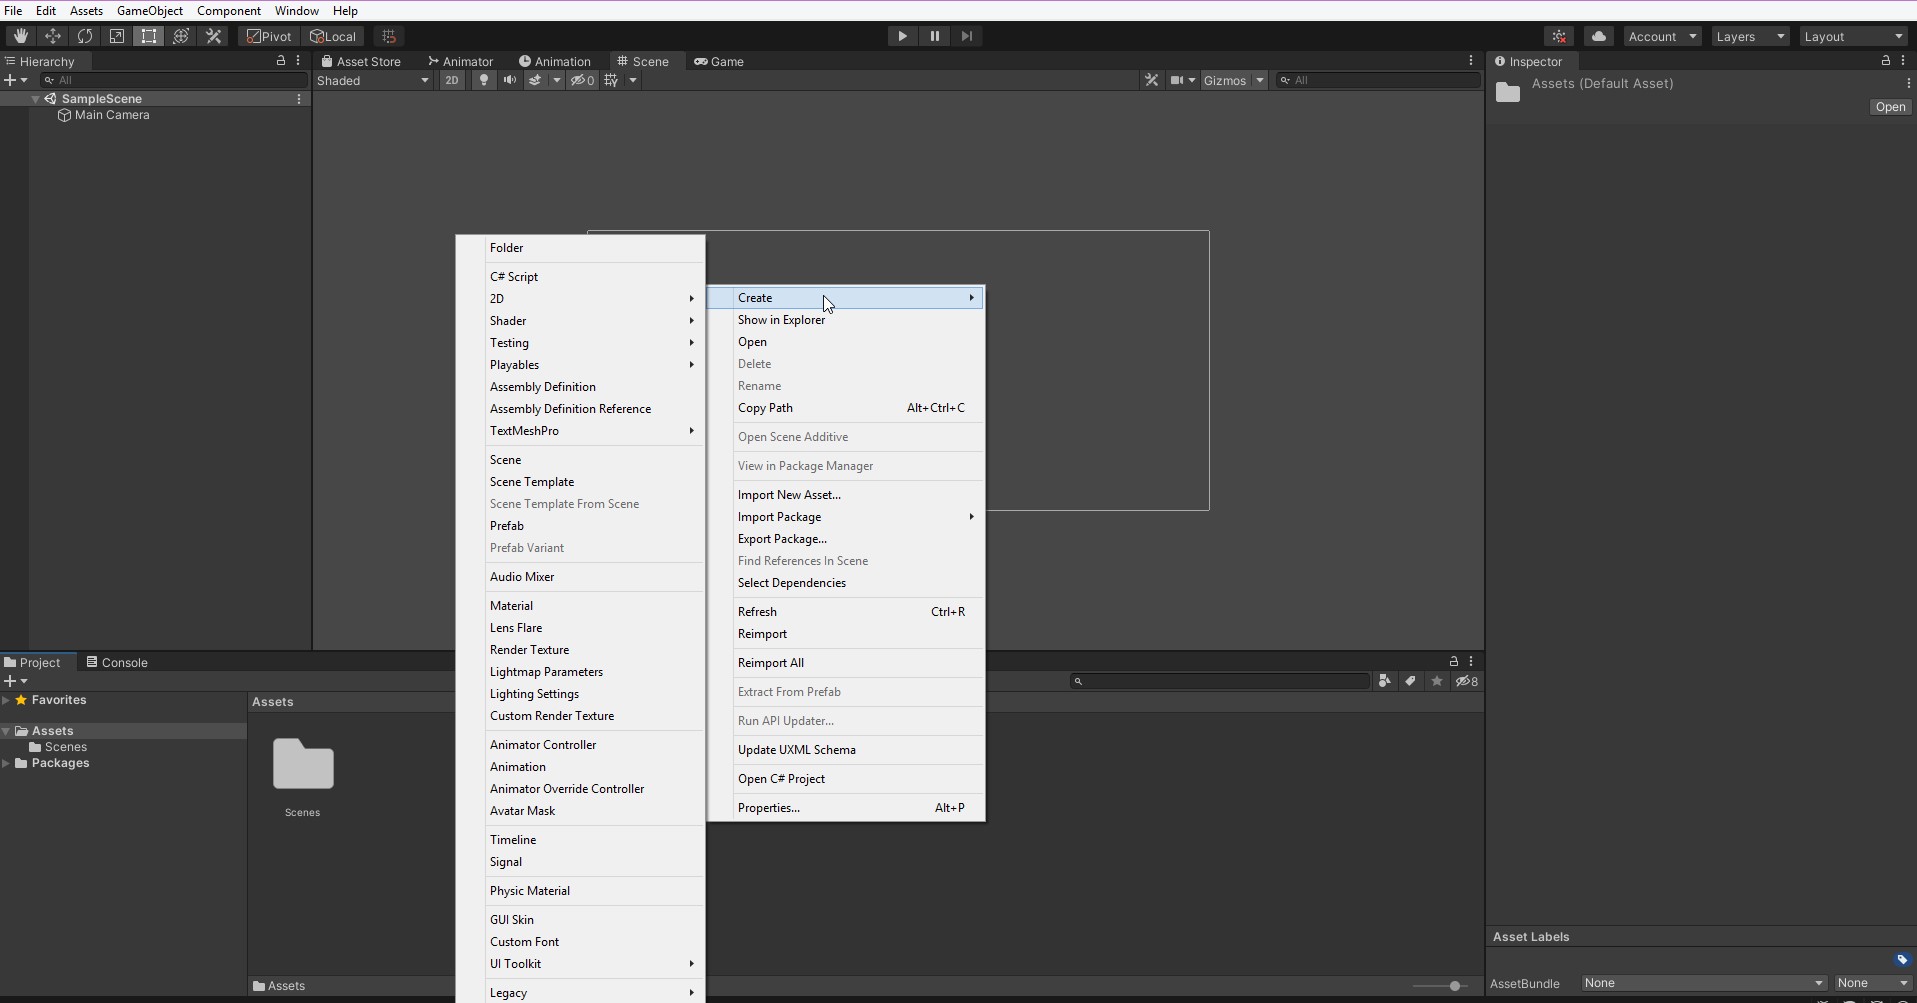 File Edit Assets GameObject Component Window Help
Pivot Local Account Layers Layout
Hierarchy
All
SampleScene
Main Camera
Asset Store Animator Animation Scene Game
Shaded 2D 0 Gizmos All
Folder
C# Script
2D
Shader
Testing
Playables
Assembly Definition
Assembly Definition Reference
TextMeshPro
Scene
Scene Template
Scene Template From Scene
Prefab
Prefab Variant
Audio Mixer
Material
Lens Flare
Render Texture
Lightmap Parameters
Lighting Settings
Custom Render Texture
Animator Controller
Animation
Animator Override Controller
Avatar Mask
Timeline
Signal
Physic Material
GUI Skin
Custom Font
UI Toolkit
Legacy
Create
Show in Explorer
Open
Delete
Rename
Copy Path Alt+Ctrl+C
Open Scene Additive
View in Package Manager
Import New Asset...
Import Package
Export Package...
Find References In Scene
Select Dependencies
Refresh Ctrl+R
Reimport
Reimport All
Extract From Prefab
Run API Updater...
Update UXML Schema
Open C# Project
Properties... Alt+P
Inspector
Assets (Default Asset)
Open
Project Console
8
Favorites
Assets
Scenes
Packages
Assets
Scenes
Assets
Asset Labels
AssetBundle None None